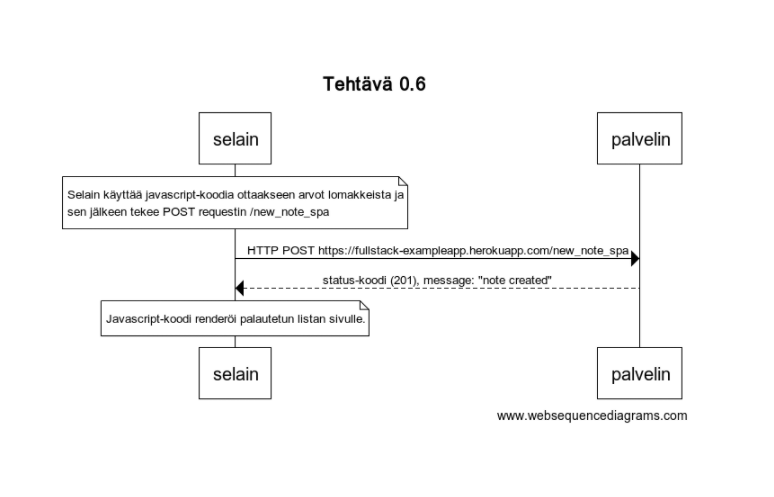 Tehtävä 0.6
selain
palvelin
Selain käyttää javascript-koodia ottaakseen arvot lomakkeista ja
sen jälkeen tekee POST requestin /new_note_spa
HTTP POST https://fullstack-exampleapp.herokuapp.com/new_note_spa
status-koodi (201), message: "note created"
Javascript-koodi renderöi palautetun listan sivulle.
selain
palvelin
www.websequencediagrams.com